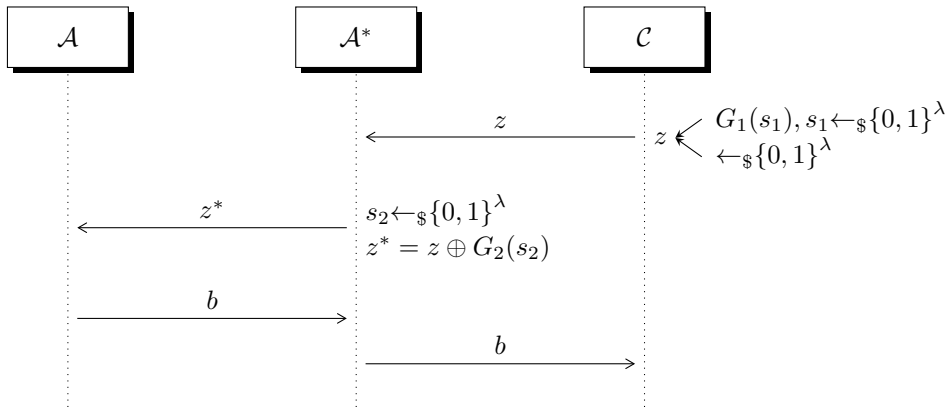 𝒜 𝒜* 𝒞
z
z G₁(s₁), s₁ ←$ {0, 1}^λ
←$ {0, 1}^λ
z* s₂ ←$ {0, 1}^λ
z* = z ⊕ G₂(s₂)
b
b